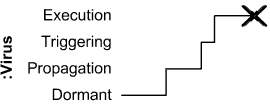 Execution
Triggering
Propagation
Dormant
:Virus